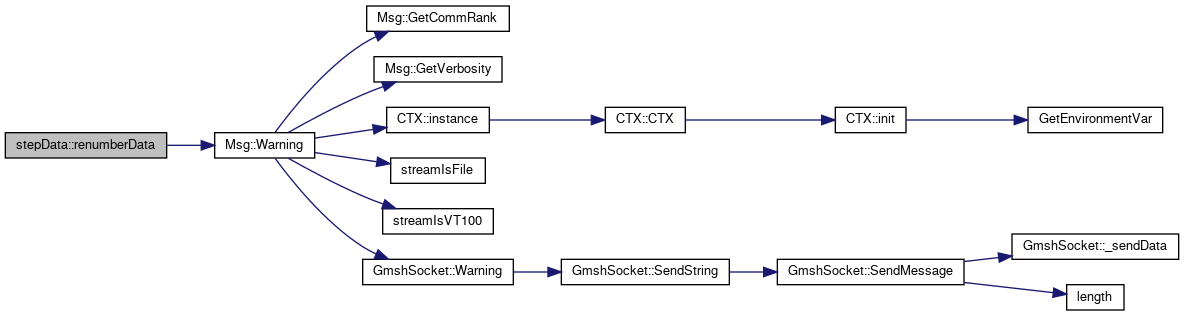 stepData::renumberData
Msg::Warning
Msg::GetCommRank
Msg::GetVerbosity
CTX::instance
CTX::CTX
CTX::init
GetEnvironmentVar
streamIsFile
streamIsVT100
GmshSocket::Warning
GmshSocket::SendString
GmshSocket::SendMessage
GmshSocket::_sendData
length